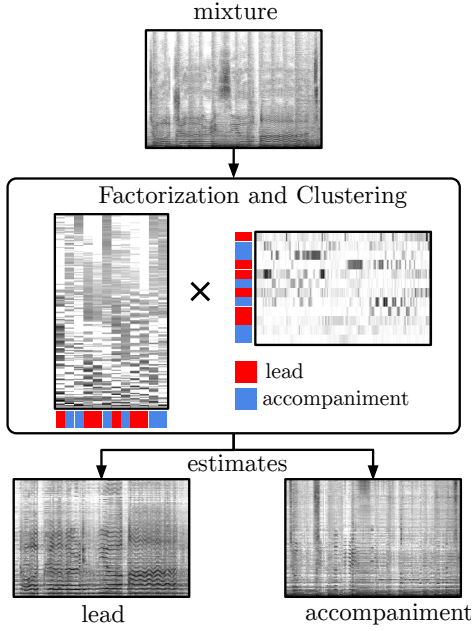 mixture
Factorization and Clustering
×
lead
accompaniment
estimates
lead
accompaniment